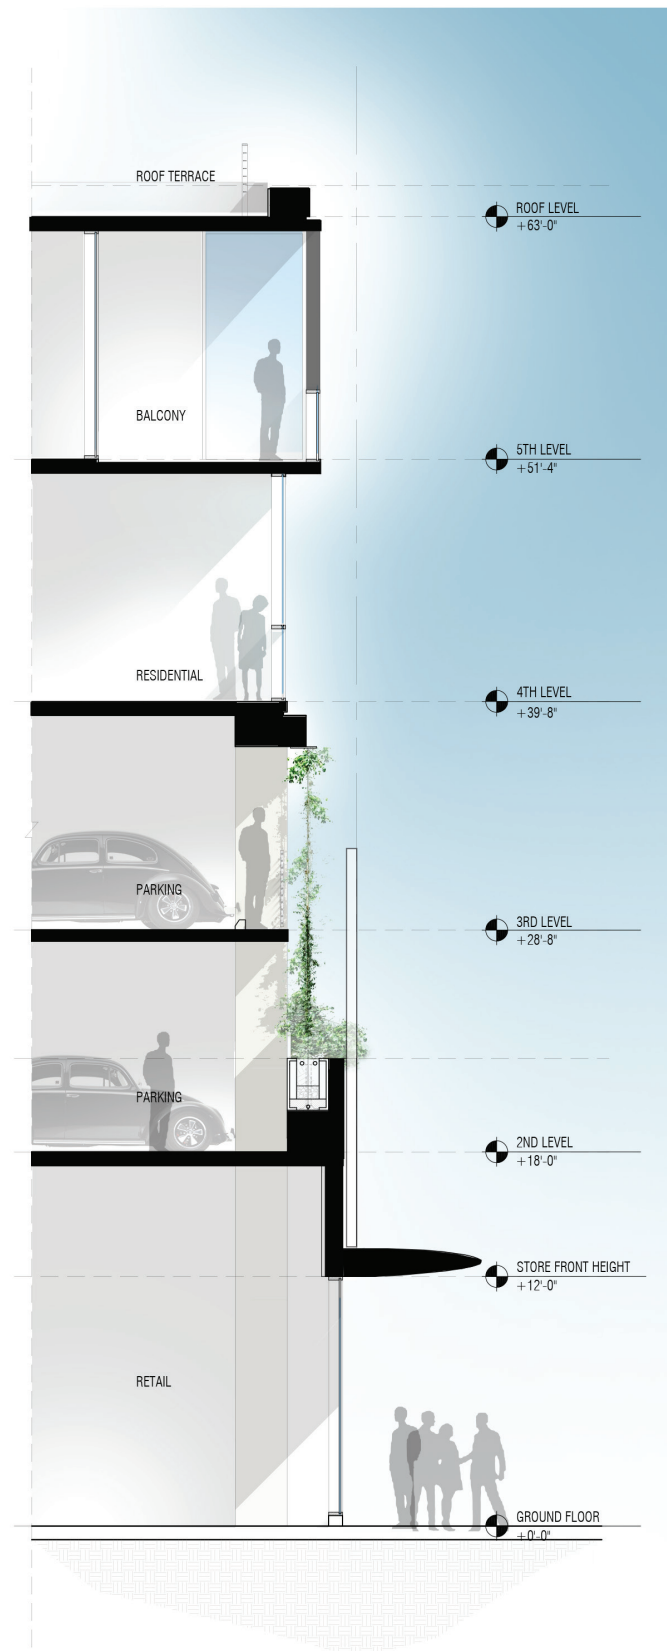 ROOF TERRACE
ROOF LEVEL
+63'-0"
BALCONY
5TH LEVEL
+51'-4"
RESIDENTIAL
4TH LEVEL
+39'-8"
PARKING
3RD LEVEL
+28'-8"
PARKING
2ND LEVEL
+18'-0"
STORE FRONT HEIGHT
+12'-0"
RETAIL
GROUND FLOOR
+0'-0"